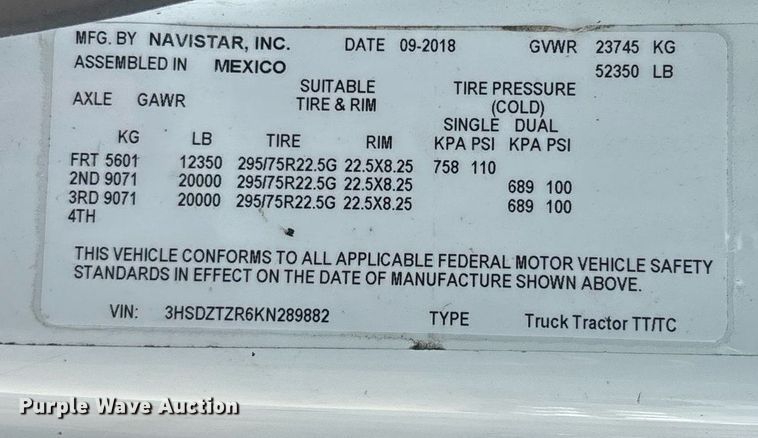 MFG. BY NAVISTAR, INC. DATE 09-2018 GVWR 23745 KG
ASSEMBLED IN MEXICO 52350 LB
SUITABLE TIRE PRESSURE
AXLE GAWR TIRE & RIM (COLD)
SINGLE DUAL
KG LB TIRE RIM KPA PSI KPA PSI
FRT 5601 12350 295/75R22.5G 22.5X8.25 758 110
2ND 9071 20000 295/75R22.5G 22.5X8.25 689 100
3RD 9071 20000 295/75R22.5G 22.5X8.25 689 100
4TH
THIS VEHICLE CONFORMS TO ALL APPLICABLE FEDERAL MOTOR VEHICLE SAFETY
STANDARDS IN EFFECT ON THE DATE OF MANUFACTURE SHOWN ABOVE.
VIN: 3HSDZTZR6KN289882 TYPE Truck Tractor TT/TC
Purple Wave Auction